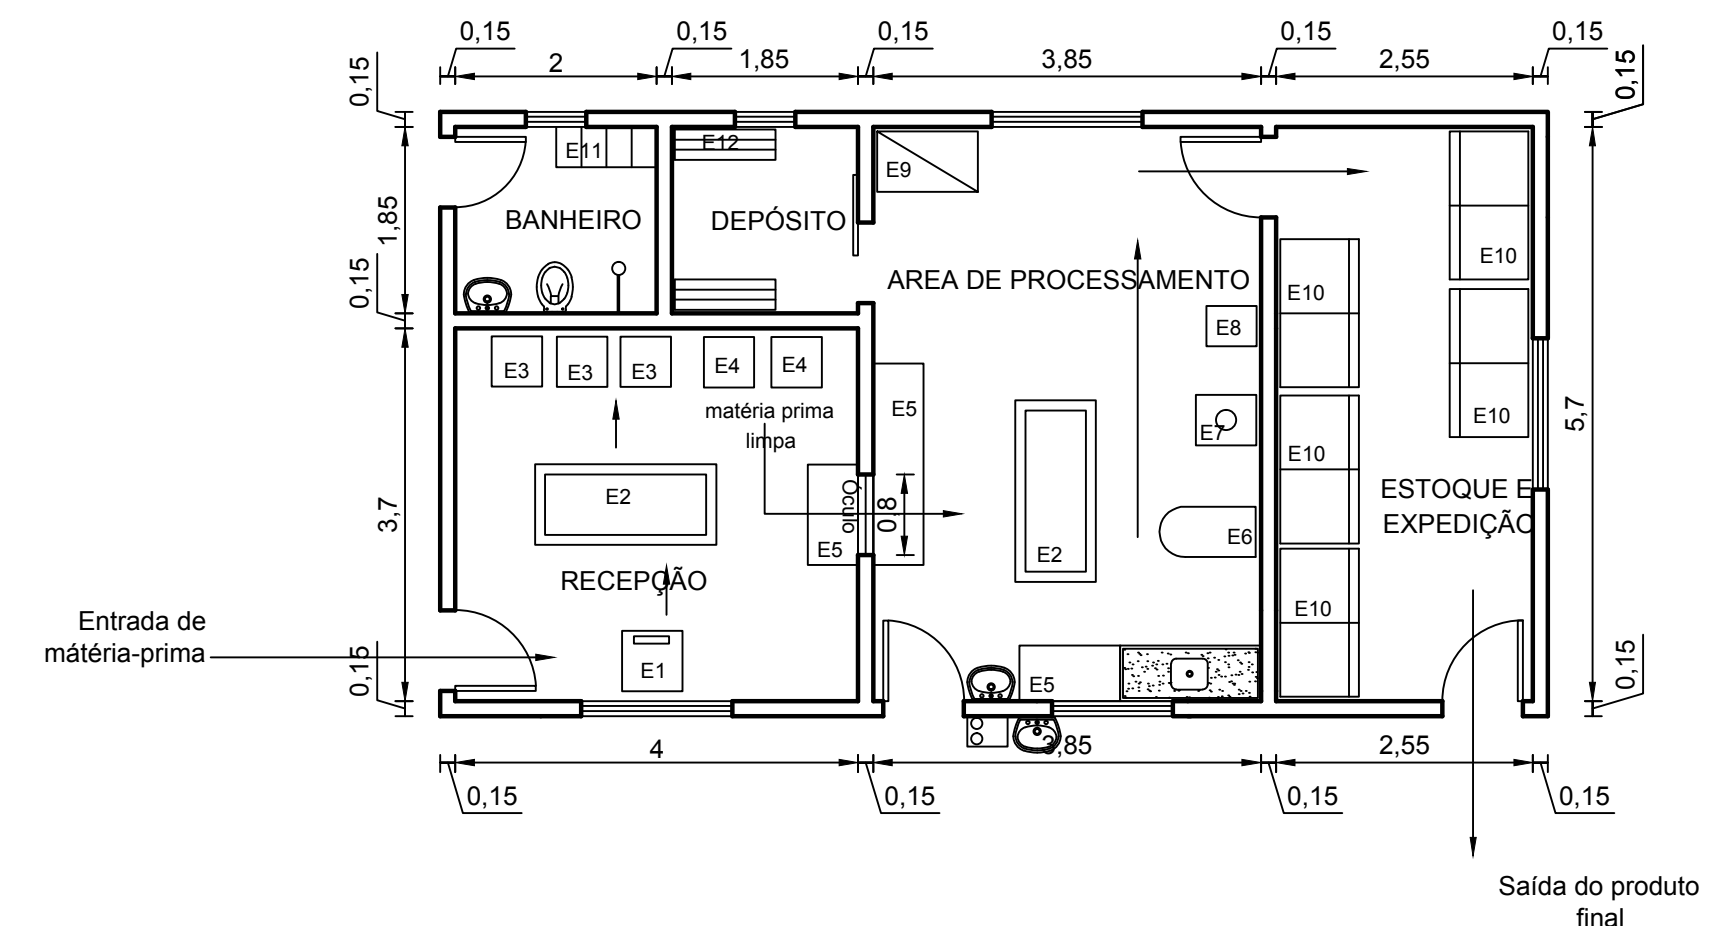 0,15
0,15
0,15
0,15
0,15
2
1,85
3,85
2,55
0,15
0,15
E11
E12
E9
1,85
BANHEIRO
DEPÓSITO
E10
AREA DE PROCESSAMENTO
0,15
E10
E8
E3
E3
E3
E4
E4
matéria prima
limpa
E5
E7
E10
5,7
E10
E2
Óculo
0,8
ESTOQUE E
EXPEDIÇÃO
3,7
E5
E2
E6
RECEPÇÃO
E10
Entrada de
mátéria-prima
0,15
E1
E5
0,15
4
3,85
2,55
0,15
0,15
0,15
0,15
Saída do produto
final